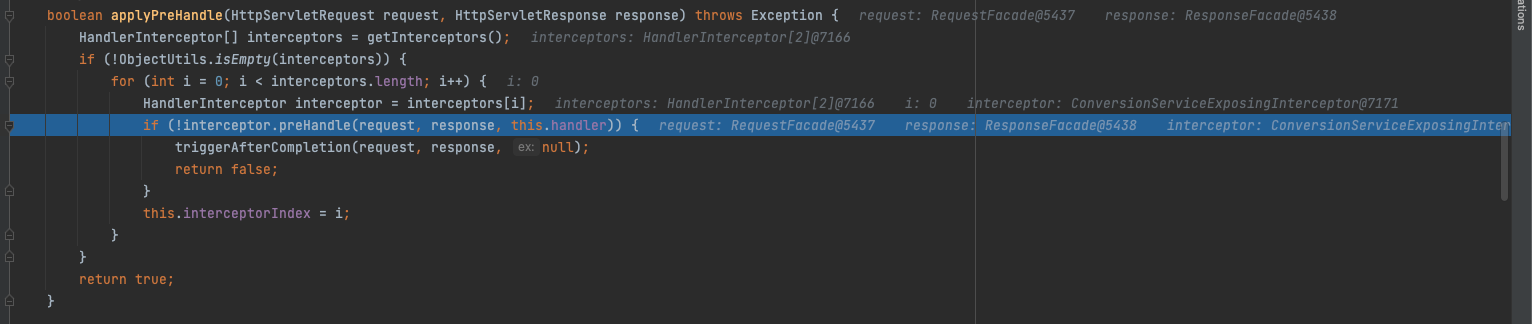 boolean applyPreHandle(HttpServletRequest request, HttpServletResponse response) throws Exception {   request: RequestFacade@5437    response: ResponseFacade@5438
    HandlerInterceptor[] interceptors = getInterceptors();   interceptors: HandlerInterceptor[2]@7166
    if (!ObjectUtils.isEmpty(interceptors)) {
        for (int i = 0; i < interceptors.length; i++) {   i: 0
            HandlerInterceptor interceptor = interceptors[i];   interceptors: HandlerInterceptor[2]@7166    i: 0    interceptor: ConversionServiceExposingInterceptor@7171
            if (!interceptor.preHandle(request, response, this.handler)) {   request: RequestFacade@5437    response: ResponseFacade@5438    interceptor: ConversionServiceExposingInter
                triggerAfterCompletion(request, response, ex: null);
                return false;
            }
            this.interceptorIndex = i;
        }
    }
    return true;
}
ations